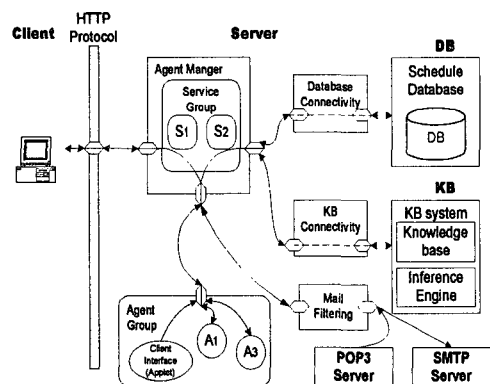 HTTP
Protocol
Client
Server
DB
Agent Manger
Service
Group
S1
S2
Database
Connectivity
Schedule
Database
DB
KB
KB
Connectivity
KB system
Knowledge
base
Inference
Engine
Mail
Filtering
Agent
Group
Client
Interface
(Applet)
A1
A3
POP3
Server
SMTP
Server